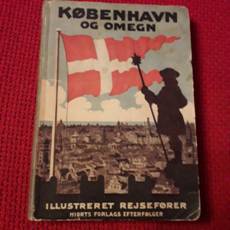 KØBENHAVN
OG OMEGN
ILLUSTRERET REJSEFØRER
HIORTS FORLAGS EFTERFØLGER